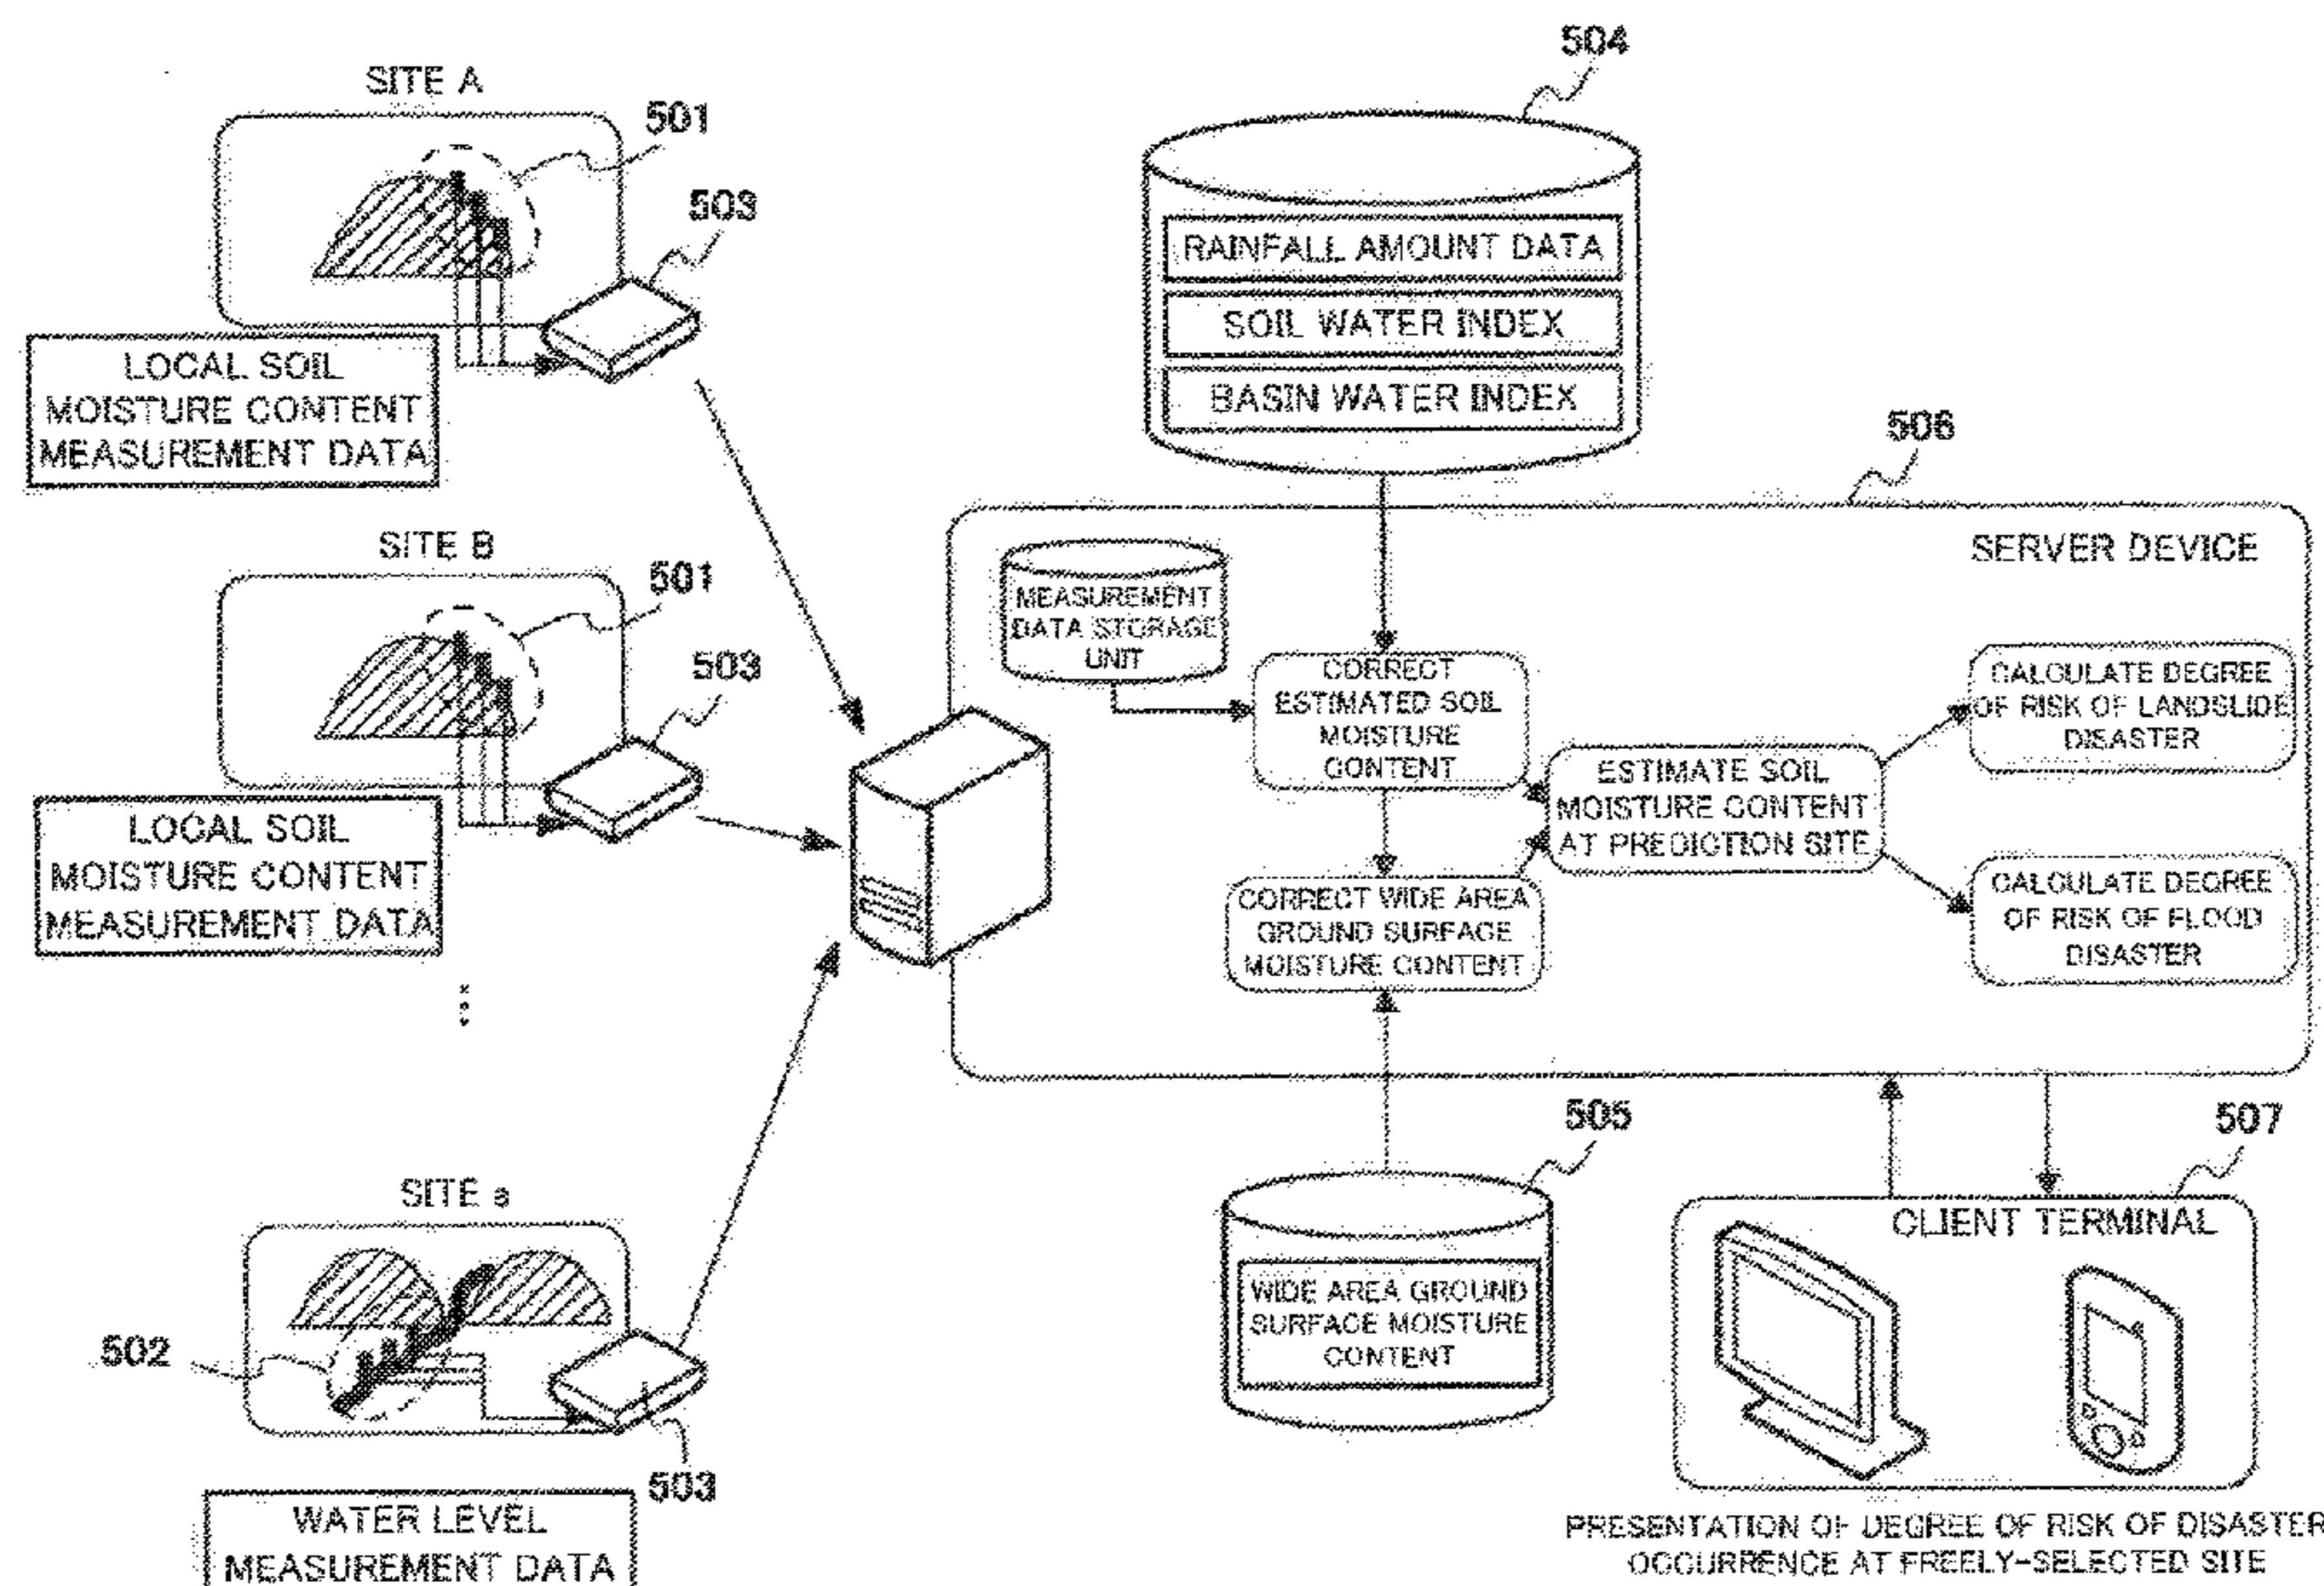 SITE A
501
503
LOCAL SOIL
MOISTURE CONTENT
MEASUREMENT DATA
SITE B
501
503
LOCAL SOIL
MOISTURE CONTENT
MEASUREMENT DATA
SITE a
502
503
WATER LEVEL
MEASUREMENT DATA
504
RAINFALL AMOUNT DATA
SOIL WATER INDEX
BASIN WATER INDEX
506
SERVER DEVICE
MEASUREMENT
DATA STORAGE
UNIT
CORRECT
ESTIMATED SOIL
MOISTURE
CONTENT
CORRECT WIDE AREA
GROUND SURFACE
MOISTURE CONTENT
ESTIMATE SOIL
MOISTURE CONTENT
AT PREDICTION SITE
CALCULATE DEGREE
OF RISK OF LANDSLIDE
DISASTER
CALCULATE DEGREE
OF RISK OF FLOOD
DISASTER
505
WIDE AREA GROUND
SURFACE MOISTURE
CONTENT
507
CLIENT TERMINAL
PRESENTATION OF DEGREE OF RISK OF DISASTER
OCCURRENCE AT FREELY-SELECTED SITE